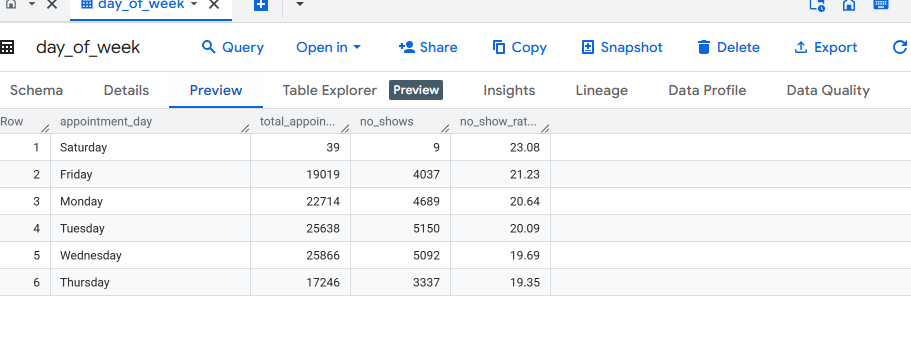 day_of_week
day_of_week Query Open in Share Copy Snapshot Delete Export
Schema Details Preview Table Explorer Preview Insights Lineage Data Profile Data Quality
Row appointment_day total_appoin... no_shows no_show_rat...
1 Saturday 39 9 23.08
2 Friday 19019 4037 21.23
3 Monday 22714 4689 20.64
4 Tuesday 25638 5150 20.09
5 Wednesday 25866 5092 19.69
6 Thursday 17246 3337 19.35